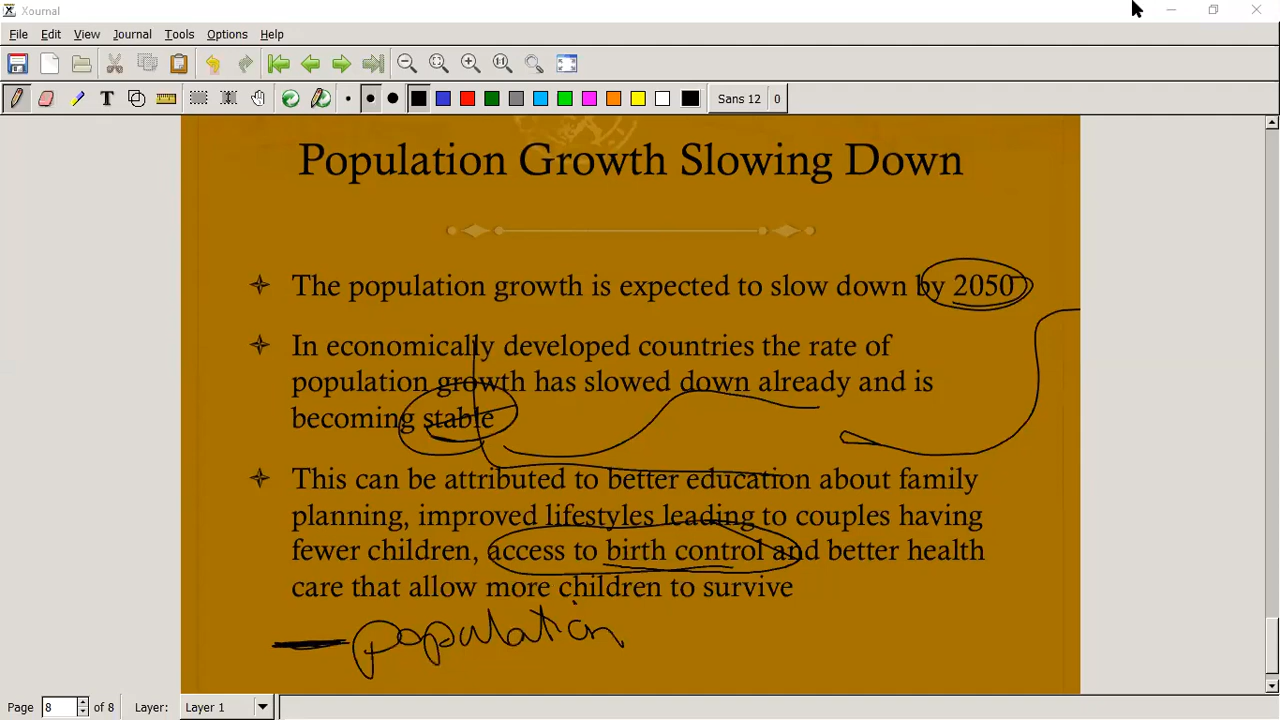 Xournal
File Edit View Journal Tools Options Help
Sans 12 0
Population Growth Slowing Down
The population growth is expected to slow down by 2050
In economically developed countries the rate of
population growth has slowed down already and is
becoming stable
This can be attributed to better education about family
planning, improved lifestyles leading to couples having
fewer children, access to birth control and better health
care that allow more children to survive
population
Page 8 of 8 Layer: Layer 1